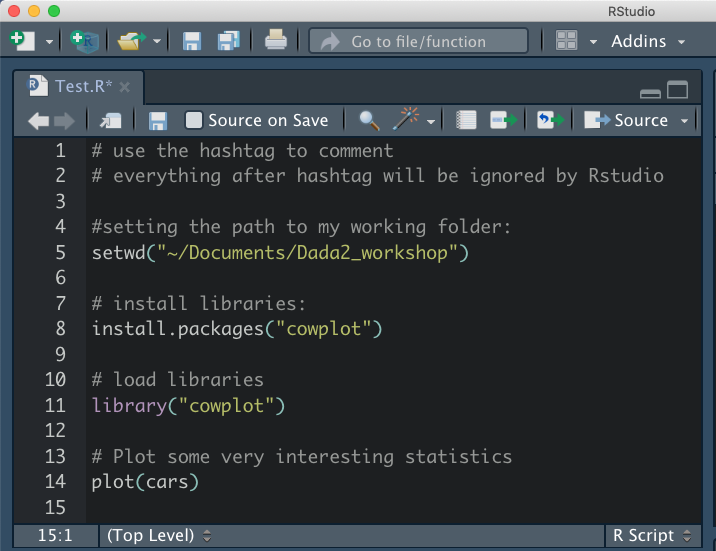 RStudio
Go to file/function
Addins
Test.R*
Source on Save
Source
1 # use the hashtag to comment
2 # everything after hashtag will be ignored by Rstudio
3
4 #setting the path to my working folder:
5 setwd("~/Documents/Dada2_workshop")
6
7 # install libraries:
8 install.packages("cowplot")
9
10 # load libraries
11 library("cowplot")
12
13 # Plot some very interesting statistics
14 plot(cars)
15
15:1 (Top Level) R Script